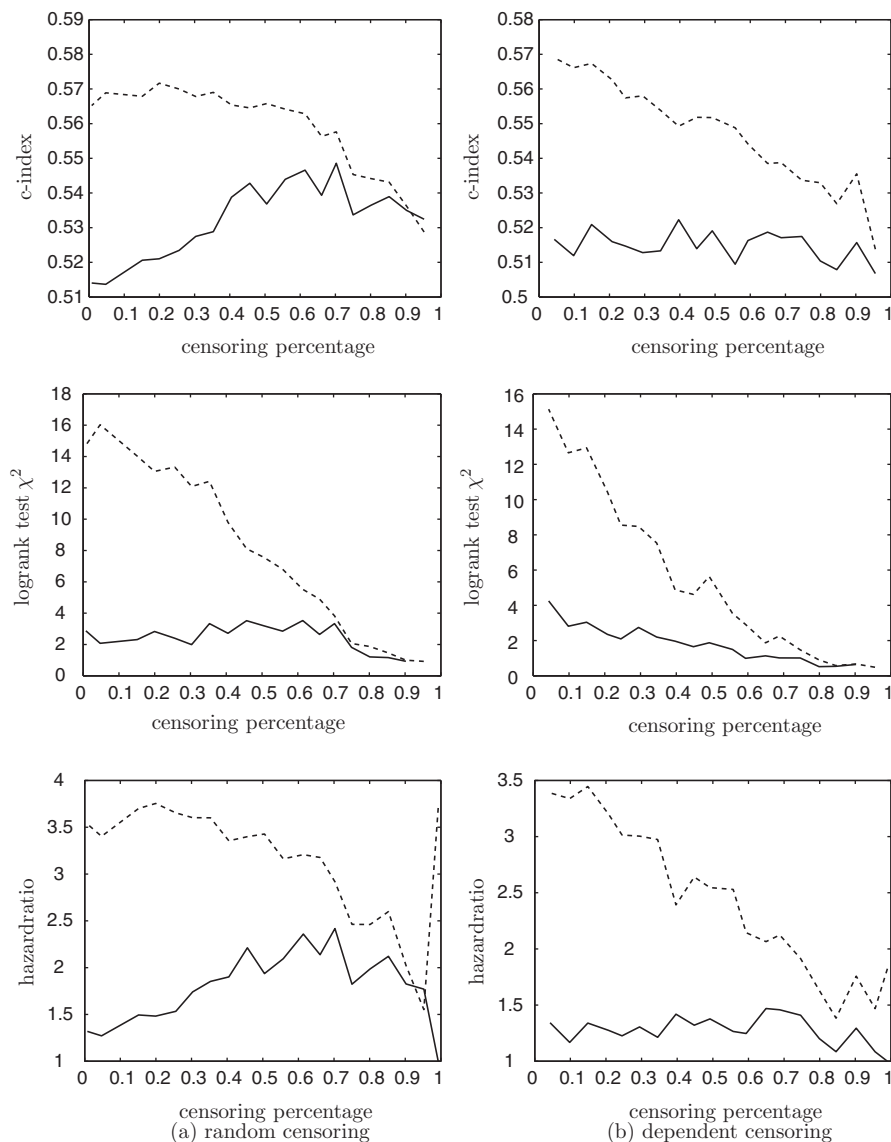 0.59
0.58
0.57
0.56
0.55
0.54
0.53
0.52
0.51
c-index
0 0.1 0.2 0.3 0.4 0.5 0.6 0.7 0.8 0.9 1
censoring percentage
0.58
0.57
0.56
0.55
0.54
0.53
0.52
0.51
0.5
c-index
0 0.1 0.2 0.3 0.4 0.5 0.6 0.7 0.8 0.9 1
censoring percentage
18
16
14
12
10
8
6
4
2
0
logrank test χ²
0 0.1 0.2 0.3 0.4 0.5 0.6 0.7 0.8 0.9 1
censoring percentage
16
14
12
10
8
6
4
2
0
logrank test χ²
0 0.1 0.2 0.3 0.4 0.5 0.6 0.7 0.8 0.9 1
censoring percentage
4
3.5
3
2.5
2
1.5
1
hazardratio
0 0.1 0.2 0.3 0.4 0.5 0.6 0.7 0.8 0.9 1
censoring percentage
(a) random censoring
3.5
3
2.5
2
1.5
1
hazardratio
0 0.1 0.2 0.3 0.4 0.5 0.6 0.7 0.8 0.9 1
censoring percentage
(b) dependent censoring